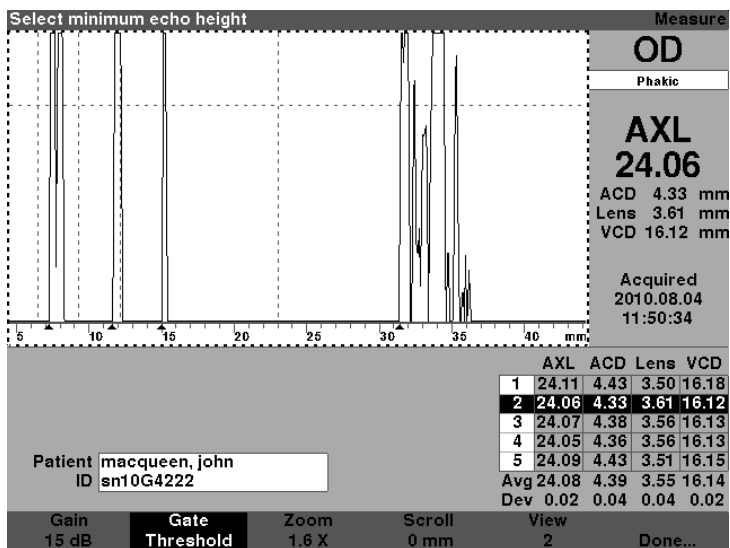 Select minimum echo height Measure
OD
Phakic
AXL
24.06
ACD 4.33 mm
Lens 3.61 mm
VCD 16.12 mm
Acquired
2010.08.04
11:50:34
5 10 15 20 25 30 35 40 mm
AXL ACD Lens VCD
1 24.11 4.43 3.50 16.18
2 24.06 4.33 3.61 16.12
3 24.07 4.38 3.56 16.13
4 24.05 4.36 3.56 16.13
5 24.09 4.43 3.51 16.15
Avg 24.08 4.39 3.55 16.14
Dev 0.02 0.04 0.04 0.02
Patient macqueen, john
ID sn10G4222
Gain Gate Zoom Scroll View
15 dB Threshold 1.6 X 0 mm 2 Done...